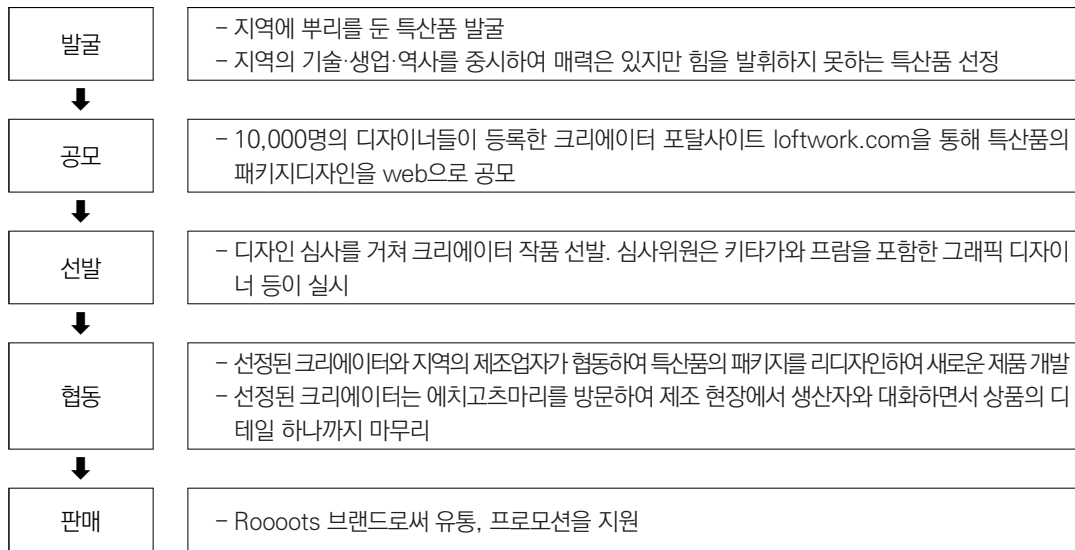 발굴
– 지역에 뿌리를 둔 특산품 발굴
– 지역의 기술·생업·역사를 중시하여 매력은 있지만 힘을 발휘하지 못하는 특산품 선정
공모
– 10,000명의 디자이너들이 등록한 크리에이터 포탈사이트 loftwork.com을 통해 특산품의
패키지디자인을 web으로 공모
선발
– 디자인 심사를 거쳐 크리에이터 작품 선발. 심사위원은 키타가와 프람을 포함한 그래픽 디자이
너 등이 실시
협동
– 선정된 크리에이터와 지역의 제조업자가 협동하여 특산품의 패키지를 리디자인하여 새로운 제품 개발
– 선정된 크리에이터는 에치고츠마리를 방문하여 제조 현장에서 생산자와 대화하면서 상품의 디
테일 하나까지 마무리
판매
– Roooots 브랜드로써 유통, 프로모션을 지원